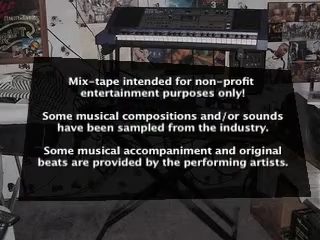 Mix-tape intended for non-profit
entertainment purposes only!
Some musical compositions and/or sounds
have been sampled from the industry.
Some musical accompaniment and original
beats are provided by the performing artists.